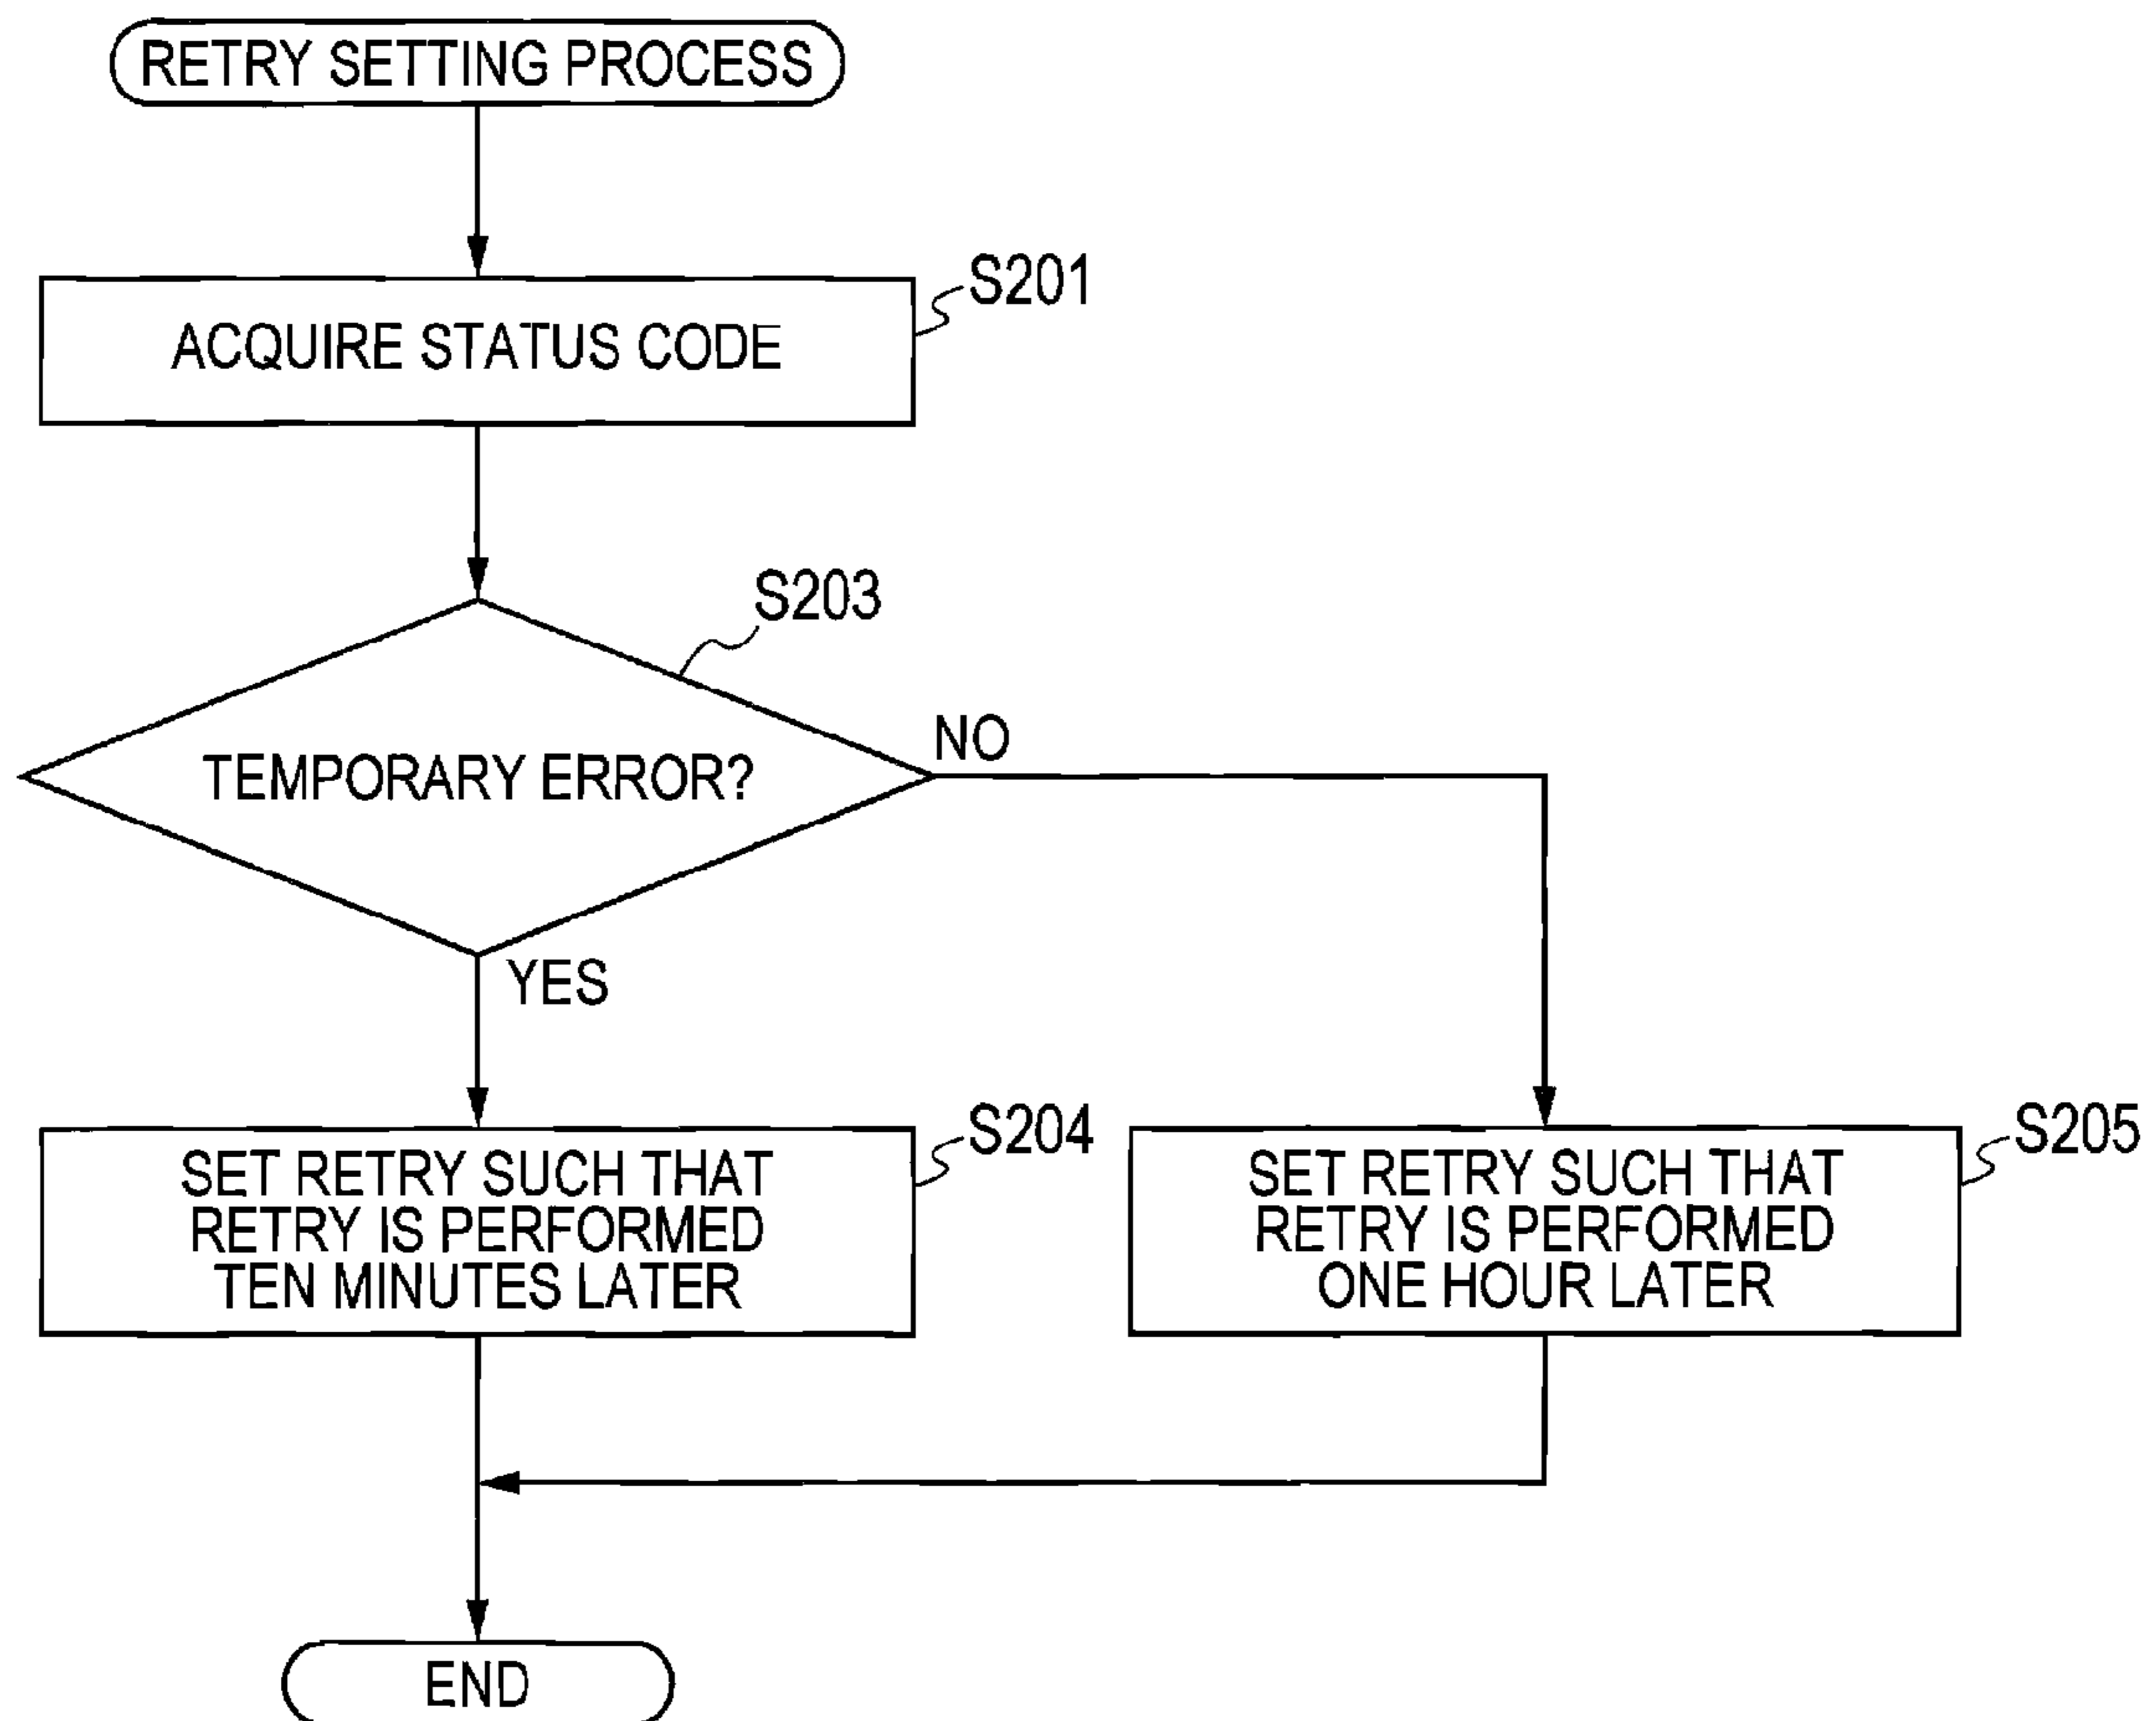 RETRY SETTING PROCESS
S201
ACQUIRE STATUS CODE
S203
TEMPORARY ERROR?
NO
YES
S204
SET RETRY SUCH THAT
RETRY IS PERFORMED
TEN MINUTES LATER
S205
SET RETRY SUCH THAT
RETRY IS PERFORMED
ONE HOUR LATER
END